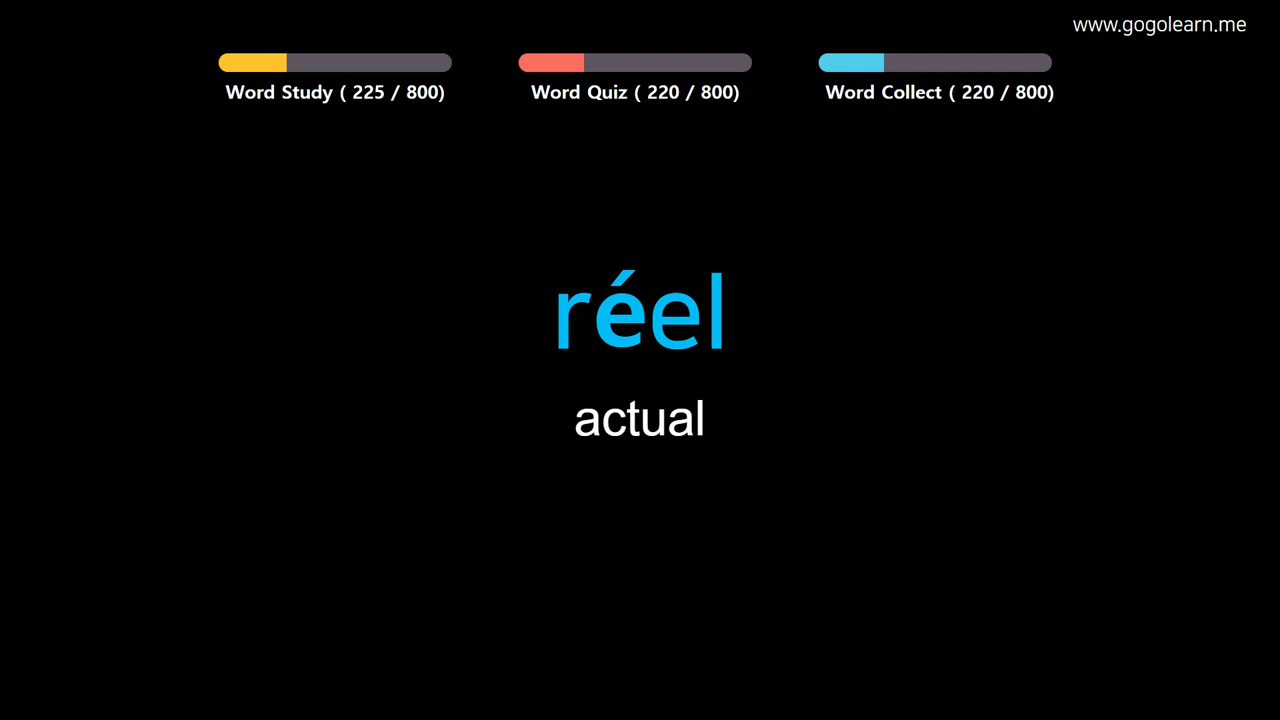 www.gogolearn.me
Word Study ( 225 / 800)
Word Quiz ( 220 / 800)
Word Collect ( 220 / 800)
réel
actual